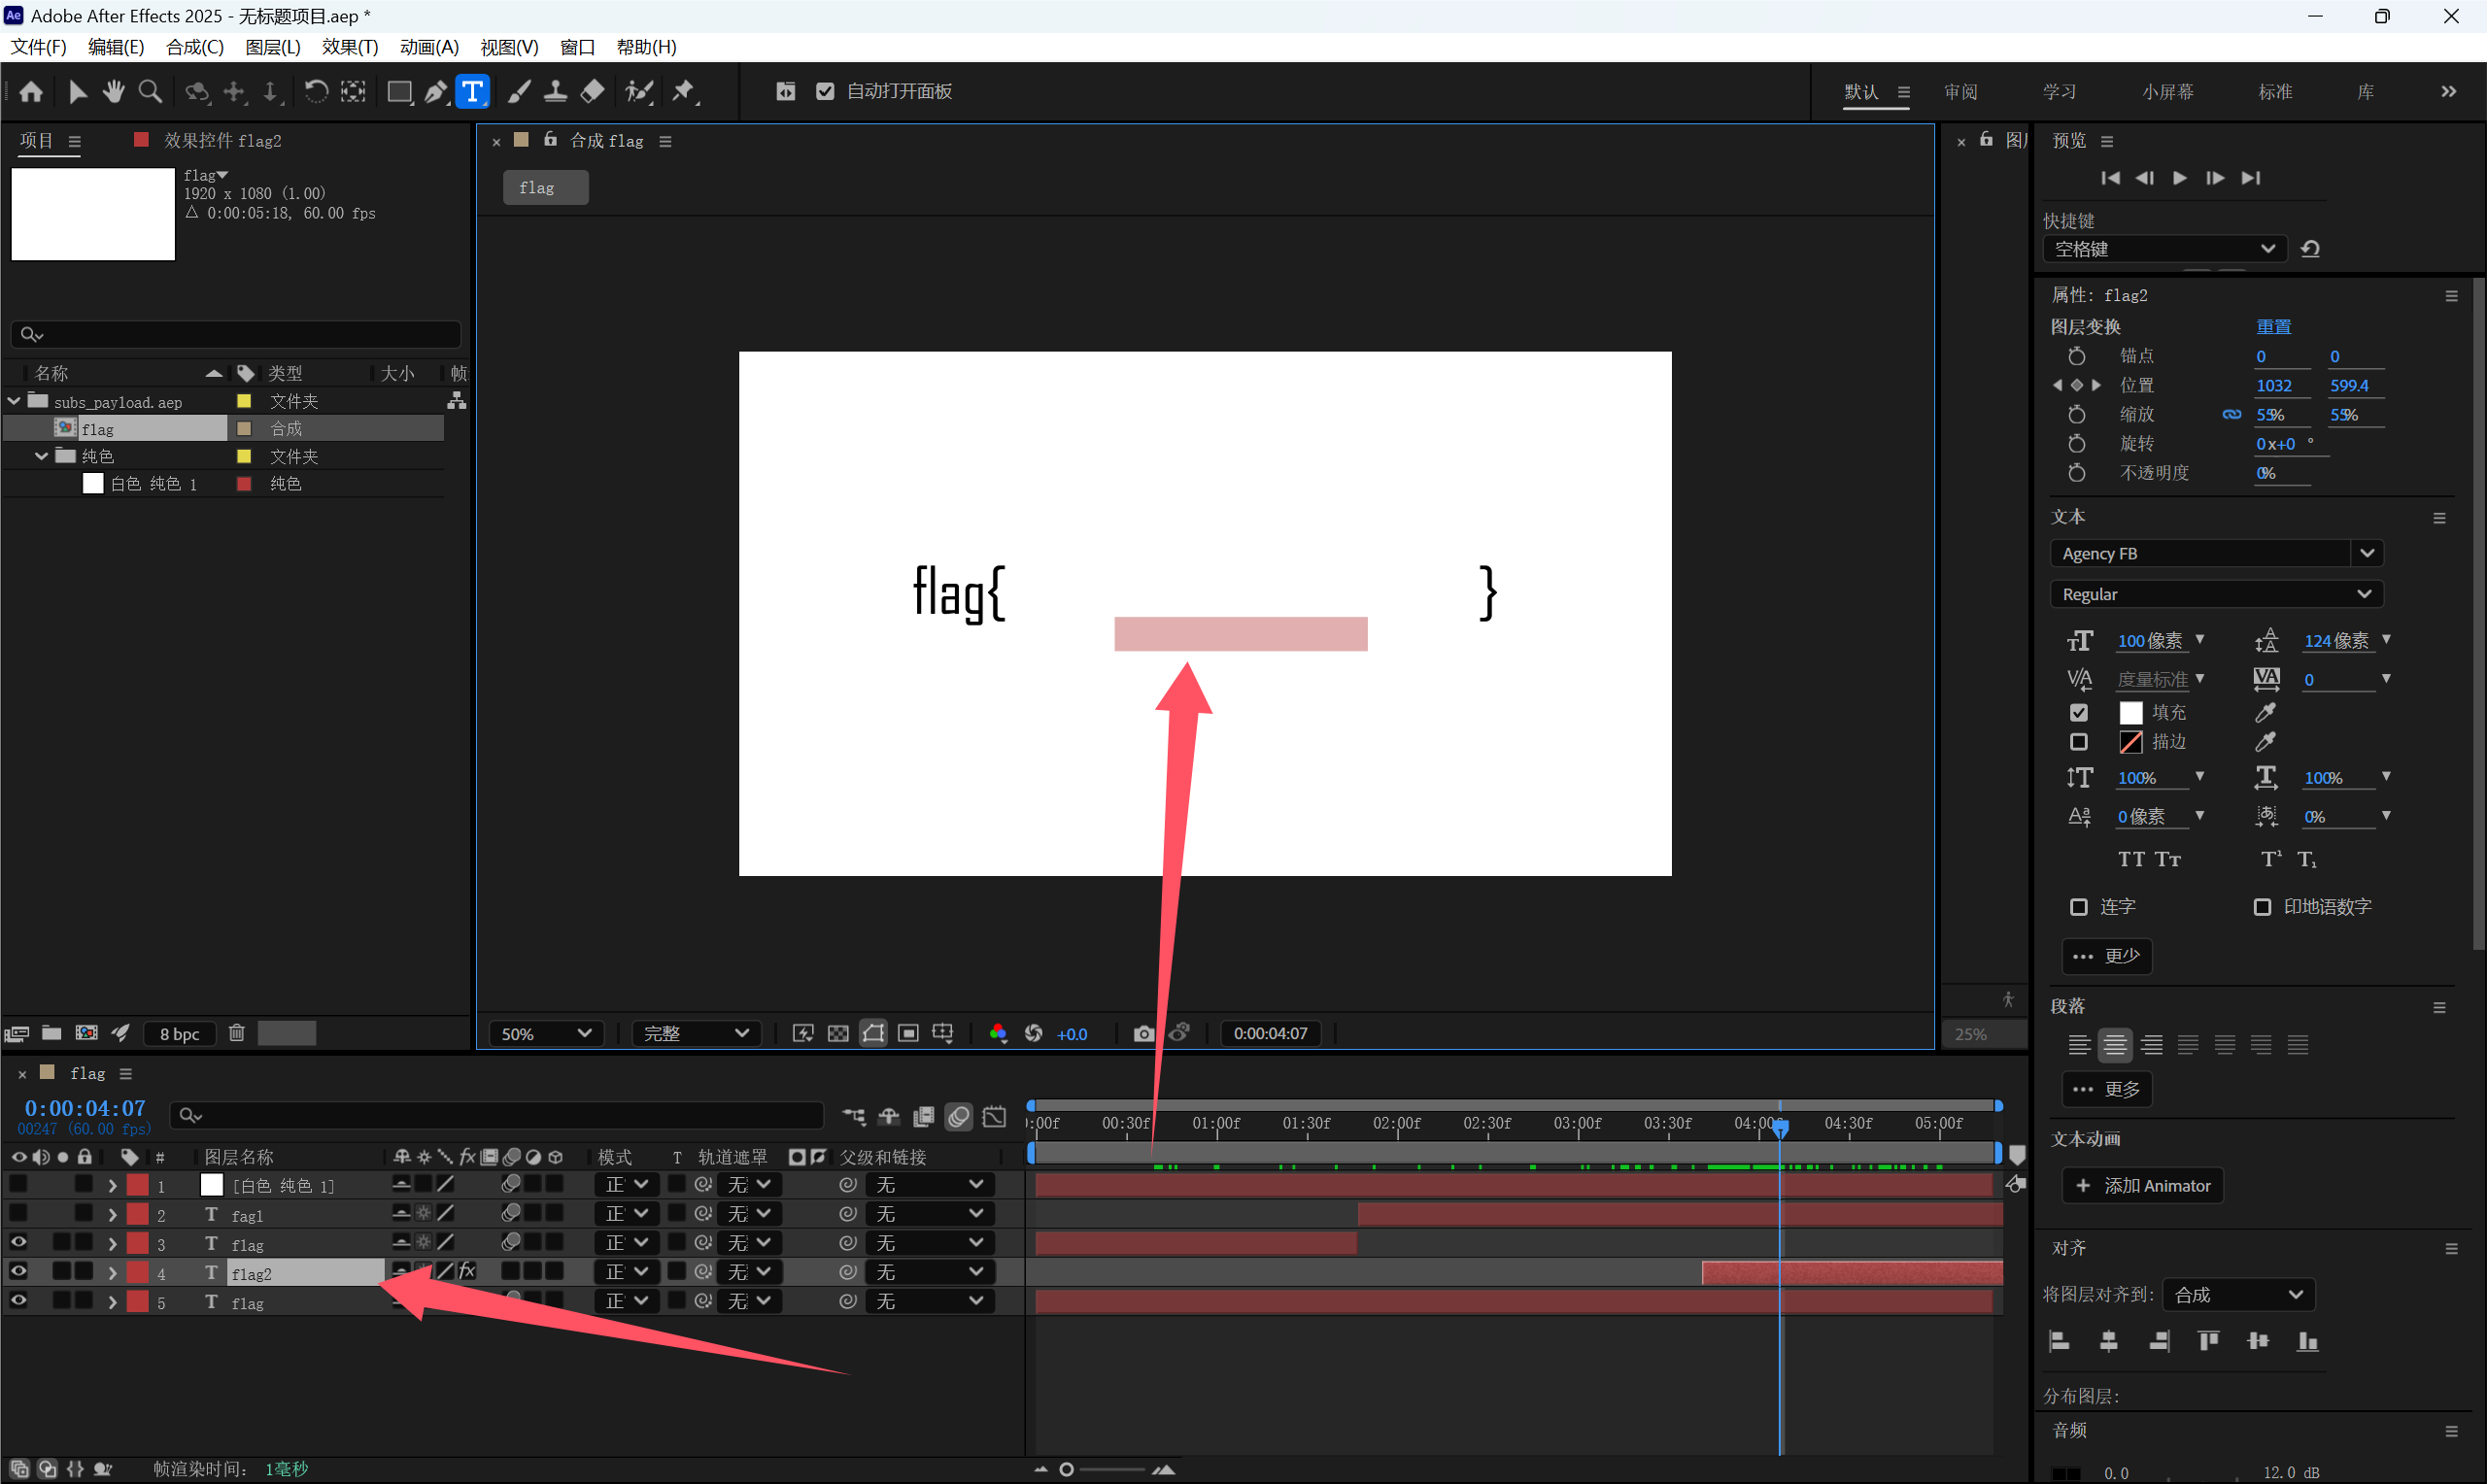 Adobe After Effects 2025 - 无标题项目.aep *
文件(F) 编辑(E) 合成(C) 图层(L) 效果(T) 动画(A) 视图(V) 窗口 帮助(H)
自动打开面板
默认 审阅 学习 小屏幕 标准 库
项目 效果控件 flag2
flag
1920 x 1080 (1.00)
Δ 0:00:05:18, 60.00 fps
名称 类型 大小 帧
subs_payload.aep 文件夹
flag 合成
纯色 文件夹
白色 纯色 1 纯色
8 bpc
合成 flag
flag
flag{ }
50% 完整 +0.0 0:00:04:07
25%
预览
快捷键
空格键
属性: flag2
图层变换 重置
锚点 0 0
位置 1032 599.4
缩放 55% 55%
旋转 0x+0 °
不透明度 0%
文本
Agency FB
Regular
100 像素 124 像素
度量标准 0
填充
描边
100% 100%
0 像素 0%
连字 印地语数字
更少
段落
更多
文本动画
添加 Animator
对齐
将图层对齐到: 合成
分布图层:
音频
0.0 12.0 dB
flag
0:00:04:07
00247 (60.00 fps)
:00f 00:30f 01:00f 01:30f 02:00f 02:30f 03:00f 03:30f 04:00f 04:30f 05:00f
# 图层名称 模式 T 轨道遮罩 父级和链接
1 [白色 纯色 1] 正 无 无
2 T fag1 正 无 无
3 T flag 正 无 无
4 T flag2 正 无 无
5 T flag 正 无 无
帧渲染时间: 1毫秒